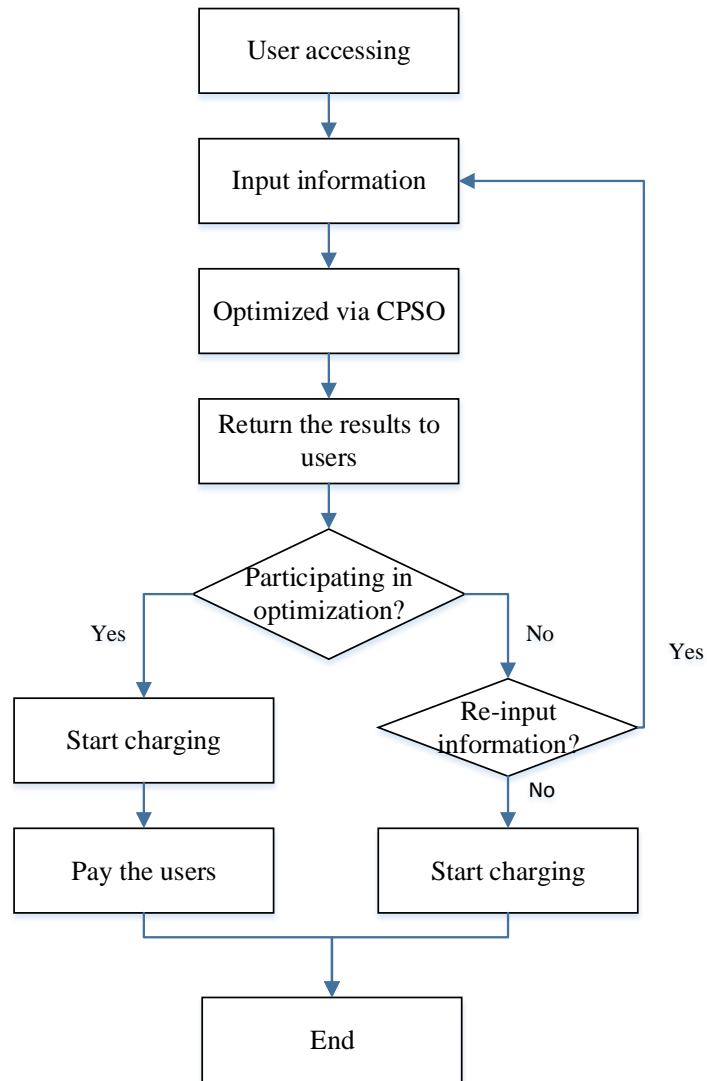 User accessing
Input information
Optimized via CPSO
Return the results to
users
Participating in
optimization?
Yes
No
Yes
Re-input
information?
Start charging
No
Pay the users
Start charging
End